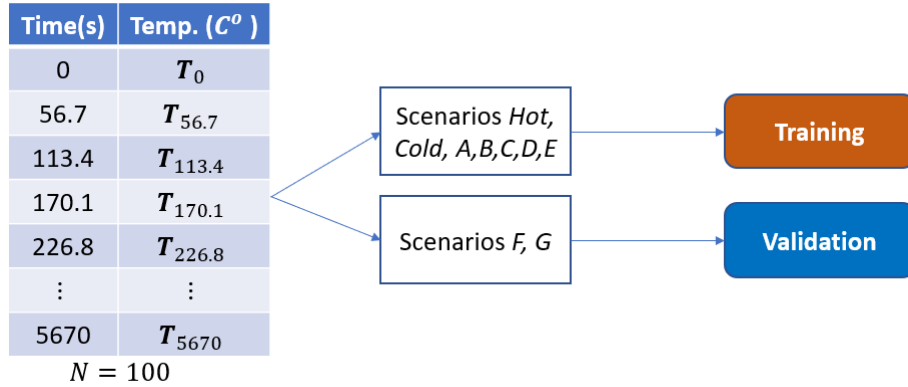 Time(s) Temp. (C^o )
0 T_0
56.7 T_56.7
113.4 T_113.4
170.1 T_170.1
226.8 T_226.8
⋮ ⋮
5670 T_5670
N = 100
Scenarios Hot,
Cold, A,B,C,D,E
Scenarios F, G
Training
Validation